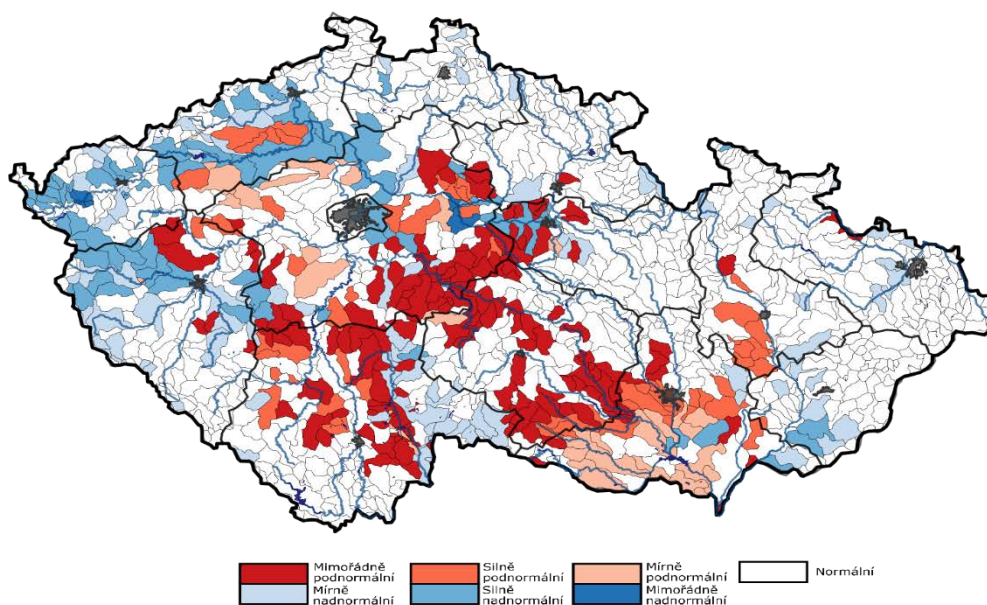 Mimořádně
podnormální
Silně
podnormální
Mírně
podnormální
Normální
Mírně
nadnormální
Silně
nadnormální
Mimořádně
nadnormální